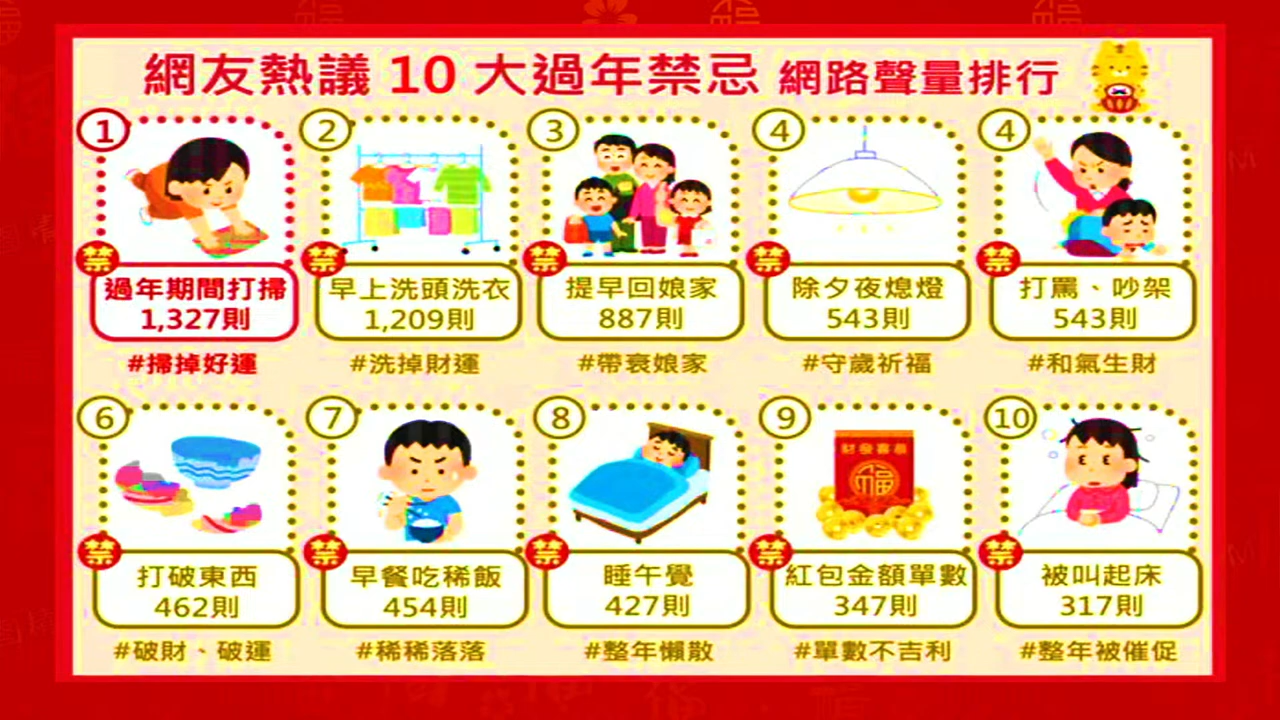 網友熱議 10 大過年禁忌 網路聲量排行
1
禁
過年期間打掃
1,327則
#掃掉好運
2
禁
早上洗頭洗衣
1,209則
#洗掉財運
3
禁
提早回娘家
887則
#帶衰娘家
4
禁
除夕夜熄燈
543則
#守歲祈福
4
禁
打罵、吵架
543則
#和氣生財
6
禁
打破東西
462則
#破財、破運
7
禁
早餐吃稀飯
454則
#稀稀落落
8
禁
睡午覺
427則
#整年懶散
9
財發喜恭
福
禁
紅包金額單數
347則
#單數不吉利
10
禁
被叫起床
317則
#整年被催促